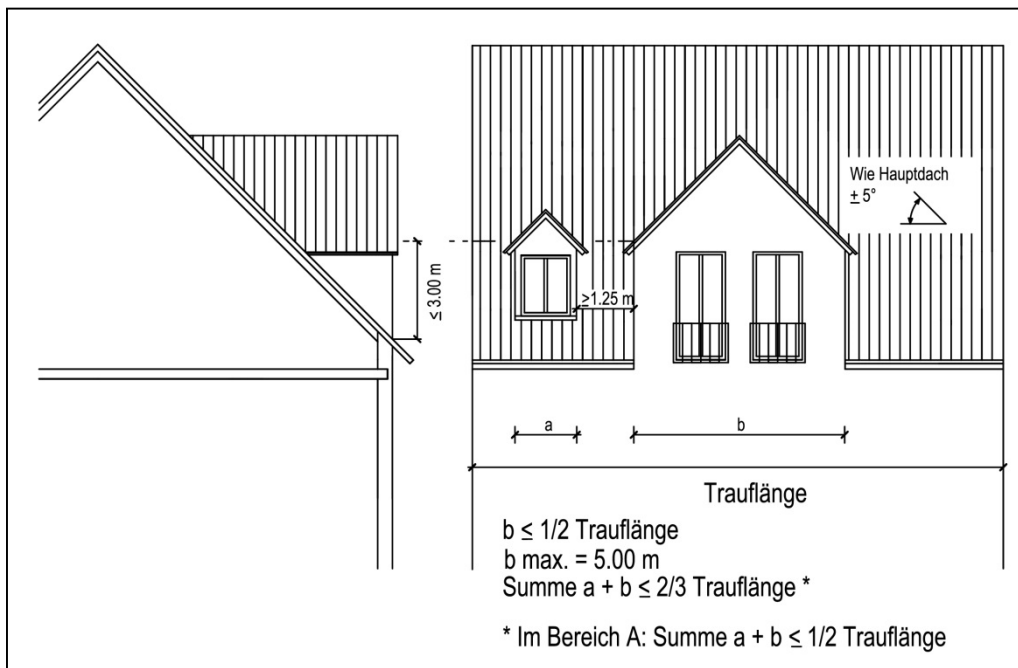 Wie Hauptdach
± 5°
≤ 3.00 m
≥1.25 m
a
b
Trauflänge
b ≤ 1/2 Trauflänge
b max. = 5.00 m
Summe a + b ≤ 2/3 Trauflänge *
* Im Bereich A: Summe a + b ≤ 1/2 Trauflänge